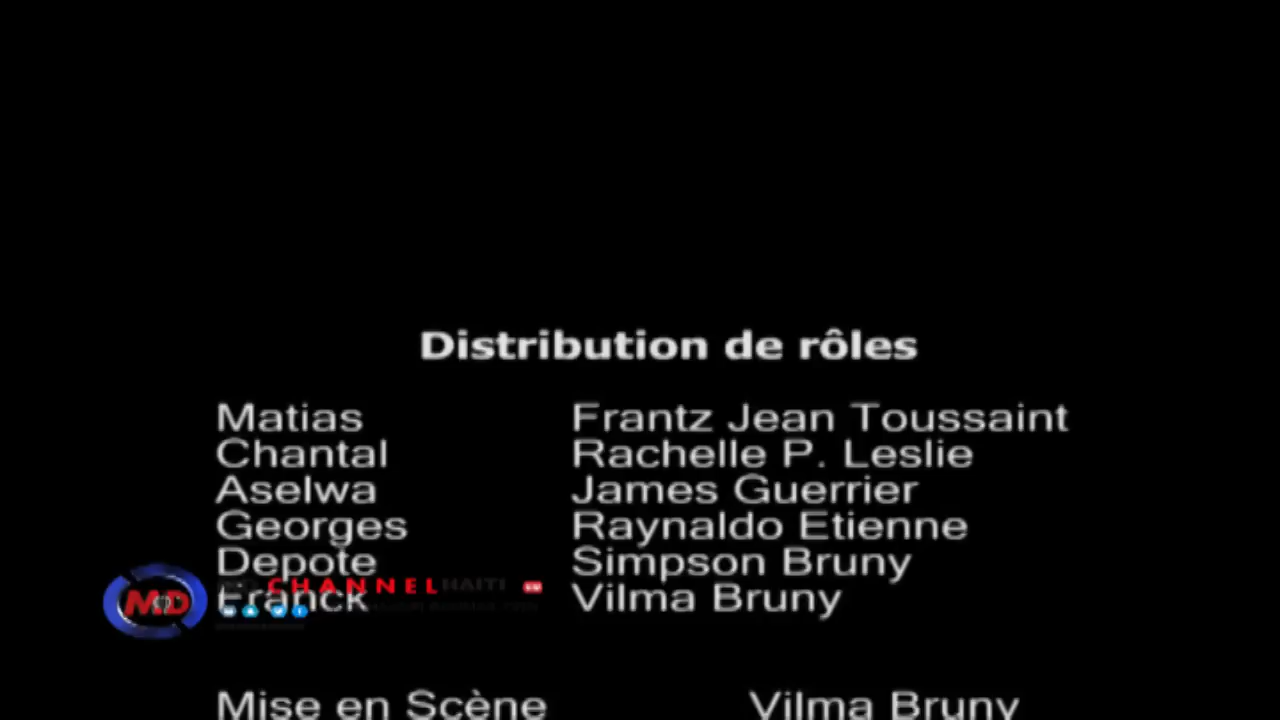 Distribution de rôles
Matias Frantz Jean Toussaint
Chantal Rachelle P. Leslie
Aselwa James Guerrier
Georges Raynaldo Etienne
Depote Simpson Bruny
Franck Vilma Bruny
MD CHANNEL HAITI
Mise en Scène Vilma Bruny